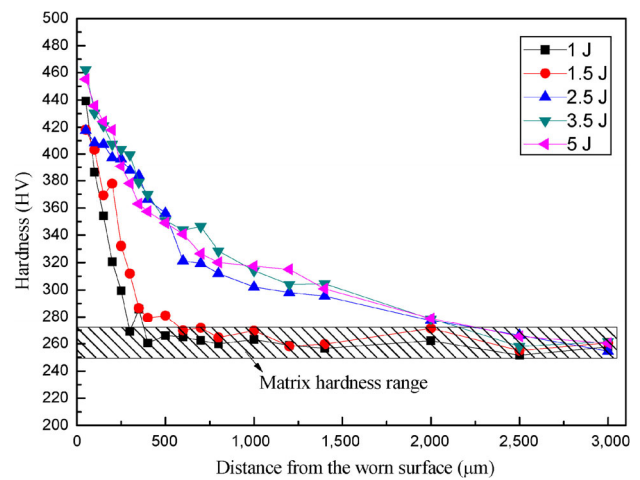 500
480
460
440
420
400
380
360
340
320
300
280
260
240
220
200
Hardness (HV)
1 J
1.5 J
2.5 J
3.5 J
5 J
Matrix hardness range
0 500 1,000 1,500 2,000 2,500 3,000
Distance from the worn surface (μm)